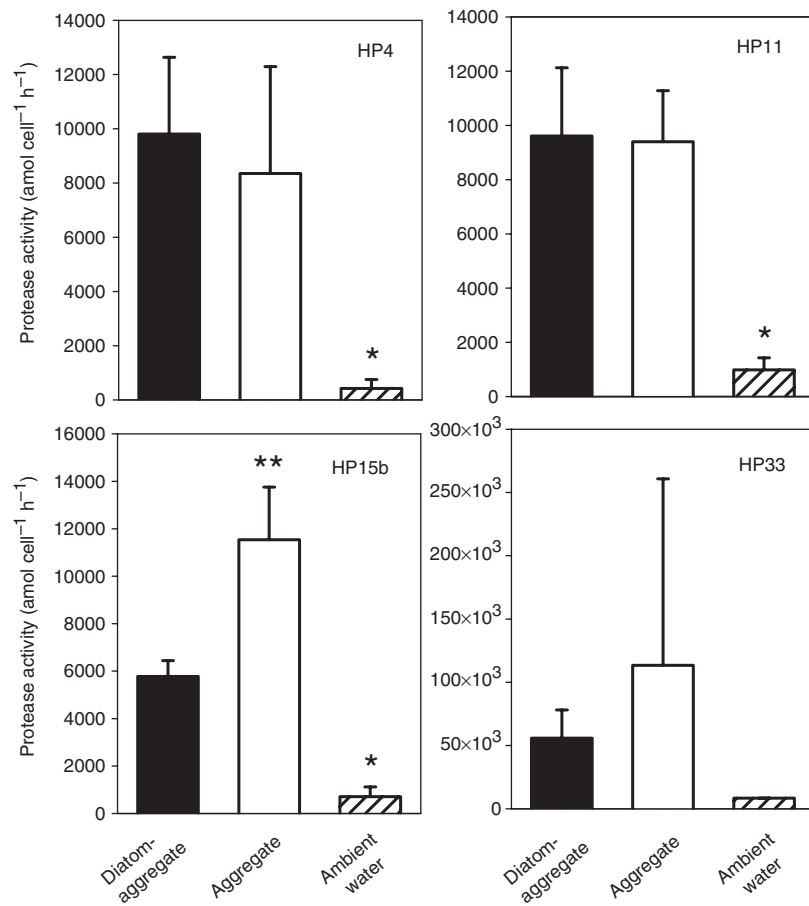 14000
12000
10000
8000
6000
4000
2000
0
Protease activity (amol cell⁻¹ h⁻¹)
HP4
*
14000
12000
10000
8000
6000
4000
2000
0
HP11
*
16000
14000
12000
10000
8000
6000
4000
2000
0
Protease activity (amol cell⁻¹ h⁻¹)
HP15b
**
*
Diatom-
aggregate
Aggregate
Ambient
water
300×10³
250×10³
200×10³
150×10³
100×10³
50×10³
0
HP33
Diatom-
aggregate
Aggregate
Ambient
water